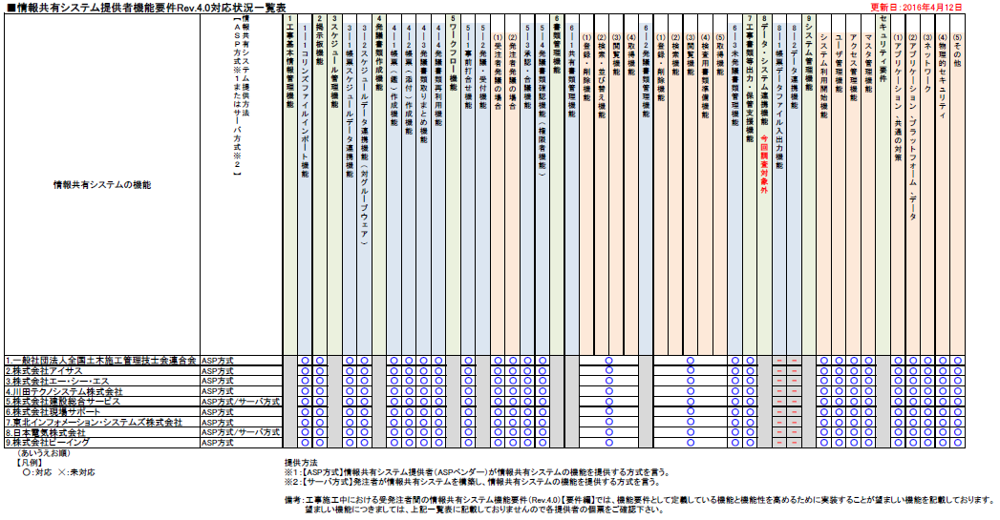 ■情報共有システム提供者機能要件Rev.4.0対応状況一覧表
更新日:2016年4月12日
情報共有システムの機能
情報共有システム提供方法
【ASP方式※1またはサーバ方式※2】
1工事基本情報管理機能
1-1コリンズファイルインポート機能
2掲示板機能
3スケジュール管理機能
3-1帳票スケジュールデータ連携機能
3-2スケジュールデータ連携機能(対グループウェア)
4発議書類作成機能
4-1帳票(鑑)作成機能
4-2帳票(添付)作成機能
4-3発議書類取りまとめ機能
4-4発議書類再利用機能
5ワークフロー機能
5-1事前打合せ機能
5-2発議・受付機能
(1)受注者発議の場合
(2)発注者発議の場合
5-3承認・合議機能
5-4発議書類確認機能(権限者機能)
6書類管理機能
6-1共有書類管理機能
(1)登録・削除機能
(2)検索・並び替え機能
(3)閲覧機能
(4)取得機能
6-2発議書類管理機能
(1)登録・削除機能
(2)検索機能
(3)閲覧機能
(4)検査用書類準備機能
(5)取得機能
6-3未発議書類管理機能
7工事書類等出力・保管支援機能
8データ・システム連携機能 今回調査対象外
8-1帳票データファイル入出力機能
8-2データ連携機能
9システム管理機能
システム利用開始機能
ユーザ管理機能
アクセス管理機能
マスタ管理機能
セキュリティ要件
(1)アプリケーション、共通の対策
(2)アプリケーション、プラットフォーム、データ
(3)ネットワーク
(4)物理的セキュリティ
(5)その他
1.一般社団法人全国土木施工管理技士会連合会 ASP方式 ○ ○ ○ ○ ○ ○ ○ ○ ○ ○ ○ ○ ○ ○ ○ ○ ○ - - ○ ○ ○ ○ ○ ○ ○ ○ ○
2.株式会社アイサス ASP方式 ○ ○ ○ ○ ○ ○ ○ ○ ○ ○ ○ ○ ○ ○ ○ ○ ○ - - ○ ○ ○ ○ ○ ○ ○ ○ ○
3.株式会社エー・シー・エス ASP方式 ○ ○ ○ ○ ○ ○ ○ ○ ○ ○ ○ ○ ○ ○ ○ ○ ○ - - ○ ○ ○ ○ ○ ○ ○ ○ ○
4.川田テクノシステム株式会社 ASP方式 ○ ○ ○ ○ ○ ○ ○ ○ ○ ○ ○ ○ ○ ○ ○ ○ ○ - - ○ ○ ○ ○ ○ ○ ○ ○ ○
5.株式会社建設総合サービス ASP方式/サーバ方式 ○ ○ ○ ○ ○ ○ ○ ○ ○ ○ ○ ○ ○ ○ ○ ○ ○ - - ○ ○ ○ ○ ○ ○ ○ ○ ○
6.株式会社現場サポート ASP方式 ○ ○ ○ ○ ○ ○ ○ ○ ○ ○ ○ ○ ○ ○ ○ ○ ○ - - ○ ○ ○ ○ ○ ○ ○ ○ ○
7.東北インフォメーション・システムズ株式会社 ASP方式 ○ ○ ○ ○ ○ ○ ○ ○ ○ ○ ○ ○ ○ ○ ○ ○ ○ - - ○ ○ ○ ○ ○ ○ ○ ○ ○
8.日本電気株式会社 ASP方式/サーバ方式 ○ ○ ○ ○ ○ ○ ○ ○ ○ ○ ○ ○ ○ ○ ○ ○ ○ - - ○ ○ ○ ○ ○ ○ ○ ○ ○
9.株式会社ビーイング ASP方式 ○ ○ ○ ○ ○ ○ ○ ○ ○ ○ ○ ○ ○ ○ ○ ○ ○ - - ○ ○ ○ ○ ○ ○ ○ ○ ○
(あいうえお順)
【凡例】
○:対応 ×:未対応
提供方法
※1:【ASP方式】情報共有システム提供者(ASPベンダー)が情報共有システムの機能を提供する方式を言う。
※2:【サーバ方式】発注者が情報共有システムを構築し、情報共有システムの機能を提供する方式を言う。
備考:工事施工中における受発注者間の情報共有システム機能要件(Rev.4.0)【要件編】では、機能要件として定義している機能と機能性を高めるために実装することが望ましい機能を記載しております。
望ましい機能につきましては、上記一覧表に記載しておりませんので各提供者の個票をご確認下さい。